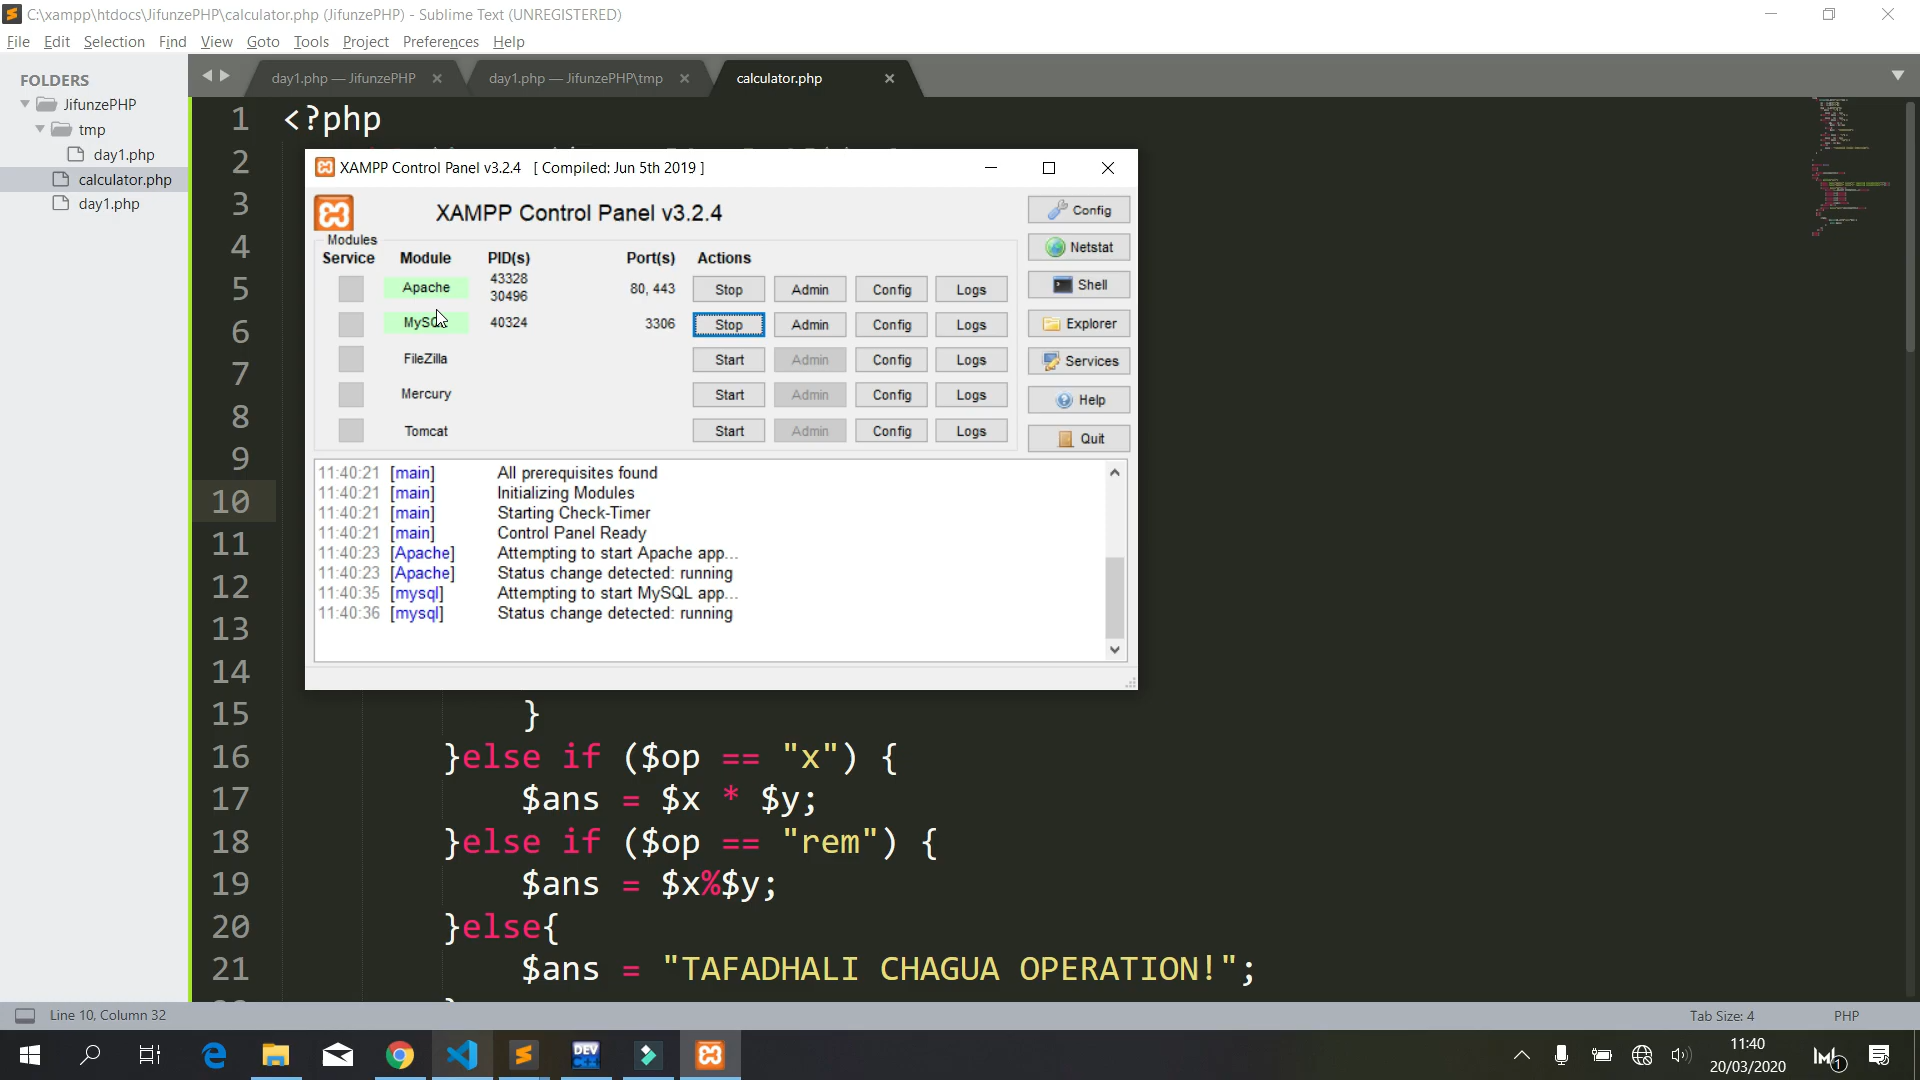 C:\xampp\htdocs\JifunzePHP\calculator.php (JifunzePHP) - Sublime Text (UNREGISTERED)
File Edit Selection Find View Goto Tools Project Preferences Help
FOLDERS
JifunzePHP
tmp
day1.php
calculator.php
day1.php
day1.php — JifunzePHP
day1.php — JifunzePHP\tmp
calculator.php
1 <?php
2
3
4
5
6
7
8
9
10
11
12
13
14
15 }
16 }else if ($op == "x") {
17 $ans = $x * $y;
18 }else if ($op == "rem") {
19 $ans = $x%$y;
20 }else{
21 $ans = "TAFADHALI CHAGUA OPERATION!";
XAMPP Control Panel v3.2.4 [ Compiled: Jun 5th 2019 ]
XAMPP Control Panel v3.2.4
Modules
Service Module PID(s) Port(s) Actions
Apache 43328 30496 80, 443 Stop Admin Config Logs
MySQL 40324 3306 Stop Admin Config Logs
FileZilla Start Admin Config Logs
Mercury Start Admin Config Logs
Tomcat Start Admin Config Logs
Config
Netstat
Shell
Explorer
Services
Help
Quit
11:40:21 [main] All prerequisites found
11:40:21 [main] Initializing Modules
11:40:21 [main] Starting Check-Timer
11:40:21 [main] Control Panel Ready
11:40:23 [Apache] Attempting to start Apache app...
11:40:23 [Apache] Status change detected: running
11:40:35 [mysql] Attempting to start MySQL app...
11:40:36 [mysql] Status change detected: running
Line 10, Column 32
Tab Size: 4
PHP
DEV
C++
11:40
20/03/2020
1